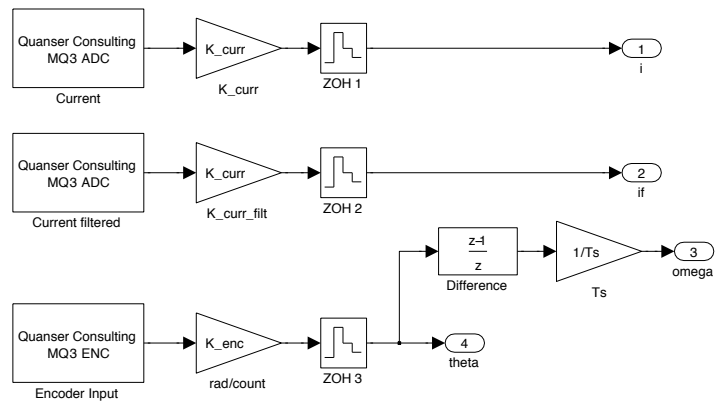 Quanser Consulting
MQ3 ADC
Current
K_curr
K_curr
ZOH 1
1
i
Quanser Consulting
MQ3 ADC
Current filtered
K_curr
K_curr_filt
ZOH 2
2
if
z-1
z
Difference
1/Ts
Ts
3
omega
Quanser Consulting
MQ3 ENC
Encoder Input
K_enc
rad/count
ZOH 3
4
theta